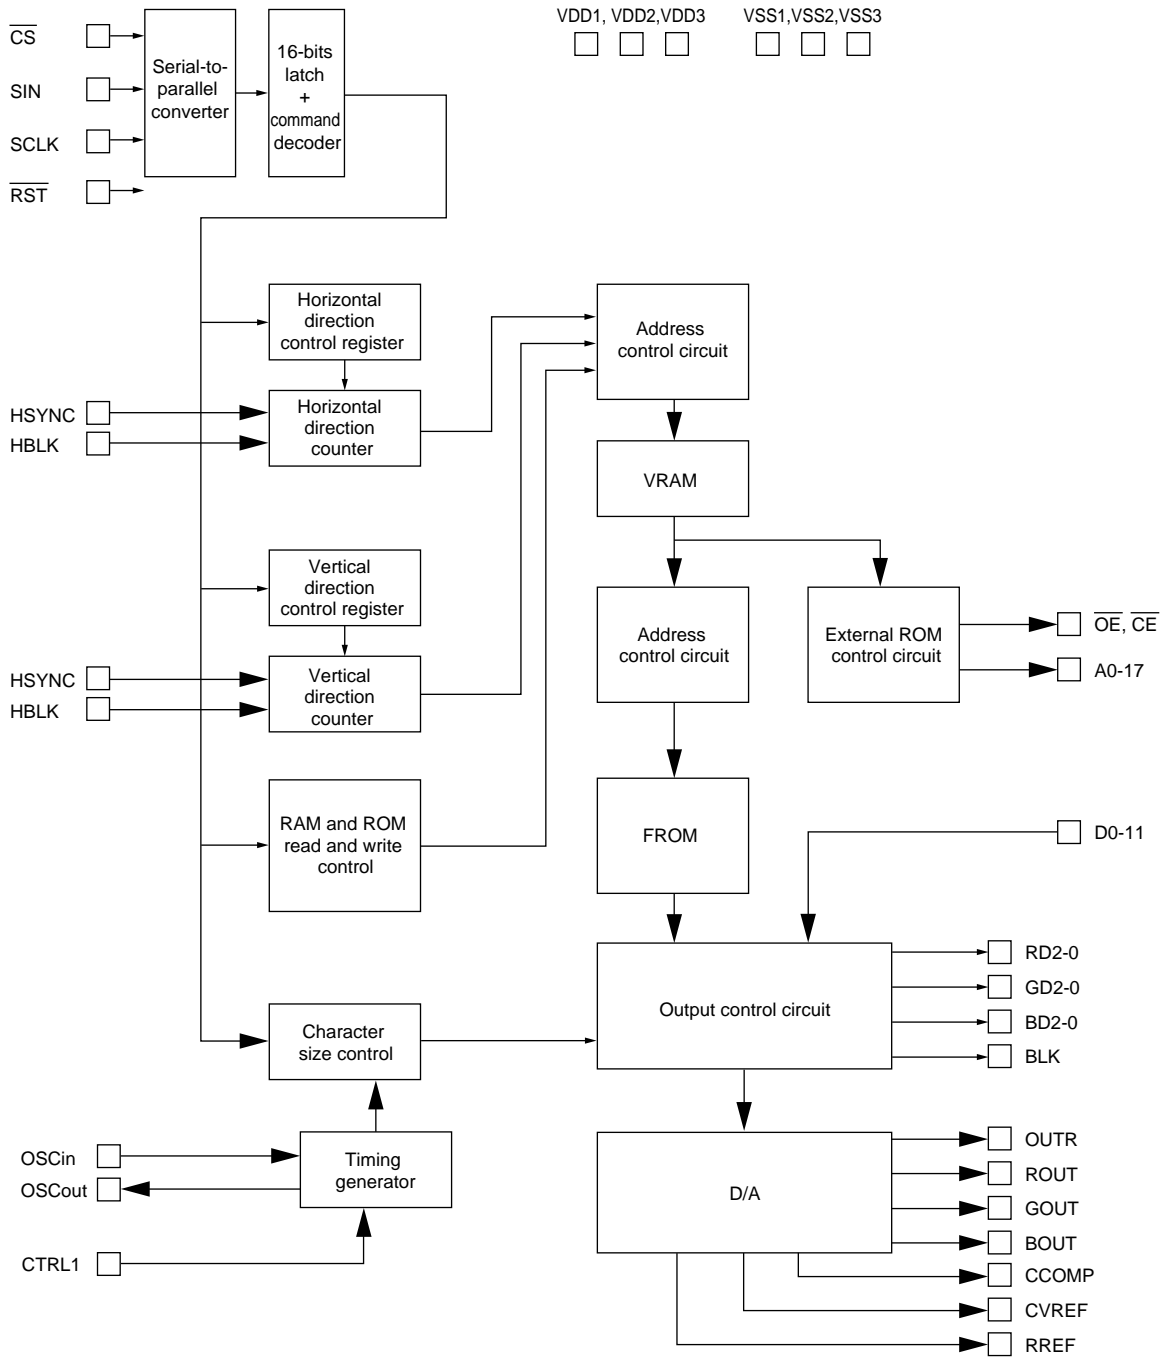 VDD1, VDD2,VDD3
VSS1,VSS2,VSS3
CS
SIN
SCLK
RST
Serial-to-
parallel
converter
16-bits
latch
+
command
decoder
Horizontal
direction
control register
Address
control circuit
HSYNC
HBLK
Horizontal
direction
counter
VRAM
Vertical
direction
control register
Address
control circuit
External ROM
control circuit
OE, CE
A0-17
HSYNC
HBLK
Vertical
direction
counter
RAM and ROM
read and write
control
FROM
D0-11
Character
size control
Output control circuit
RD2-0
GD2-0
BD2-0
BLK
OSCin
OSCout
CTRL1
Timing
generator
D/A
OUTR
ROUT
GOUT
BOUT
CCOMP
CVREF
RREF